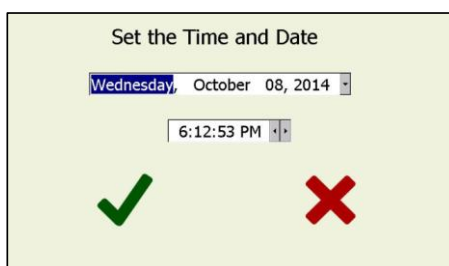 Set the Time and Date
Wednesday, October 08, 2014
6:12:53 PM